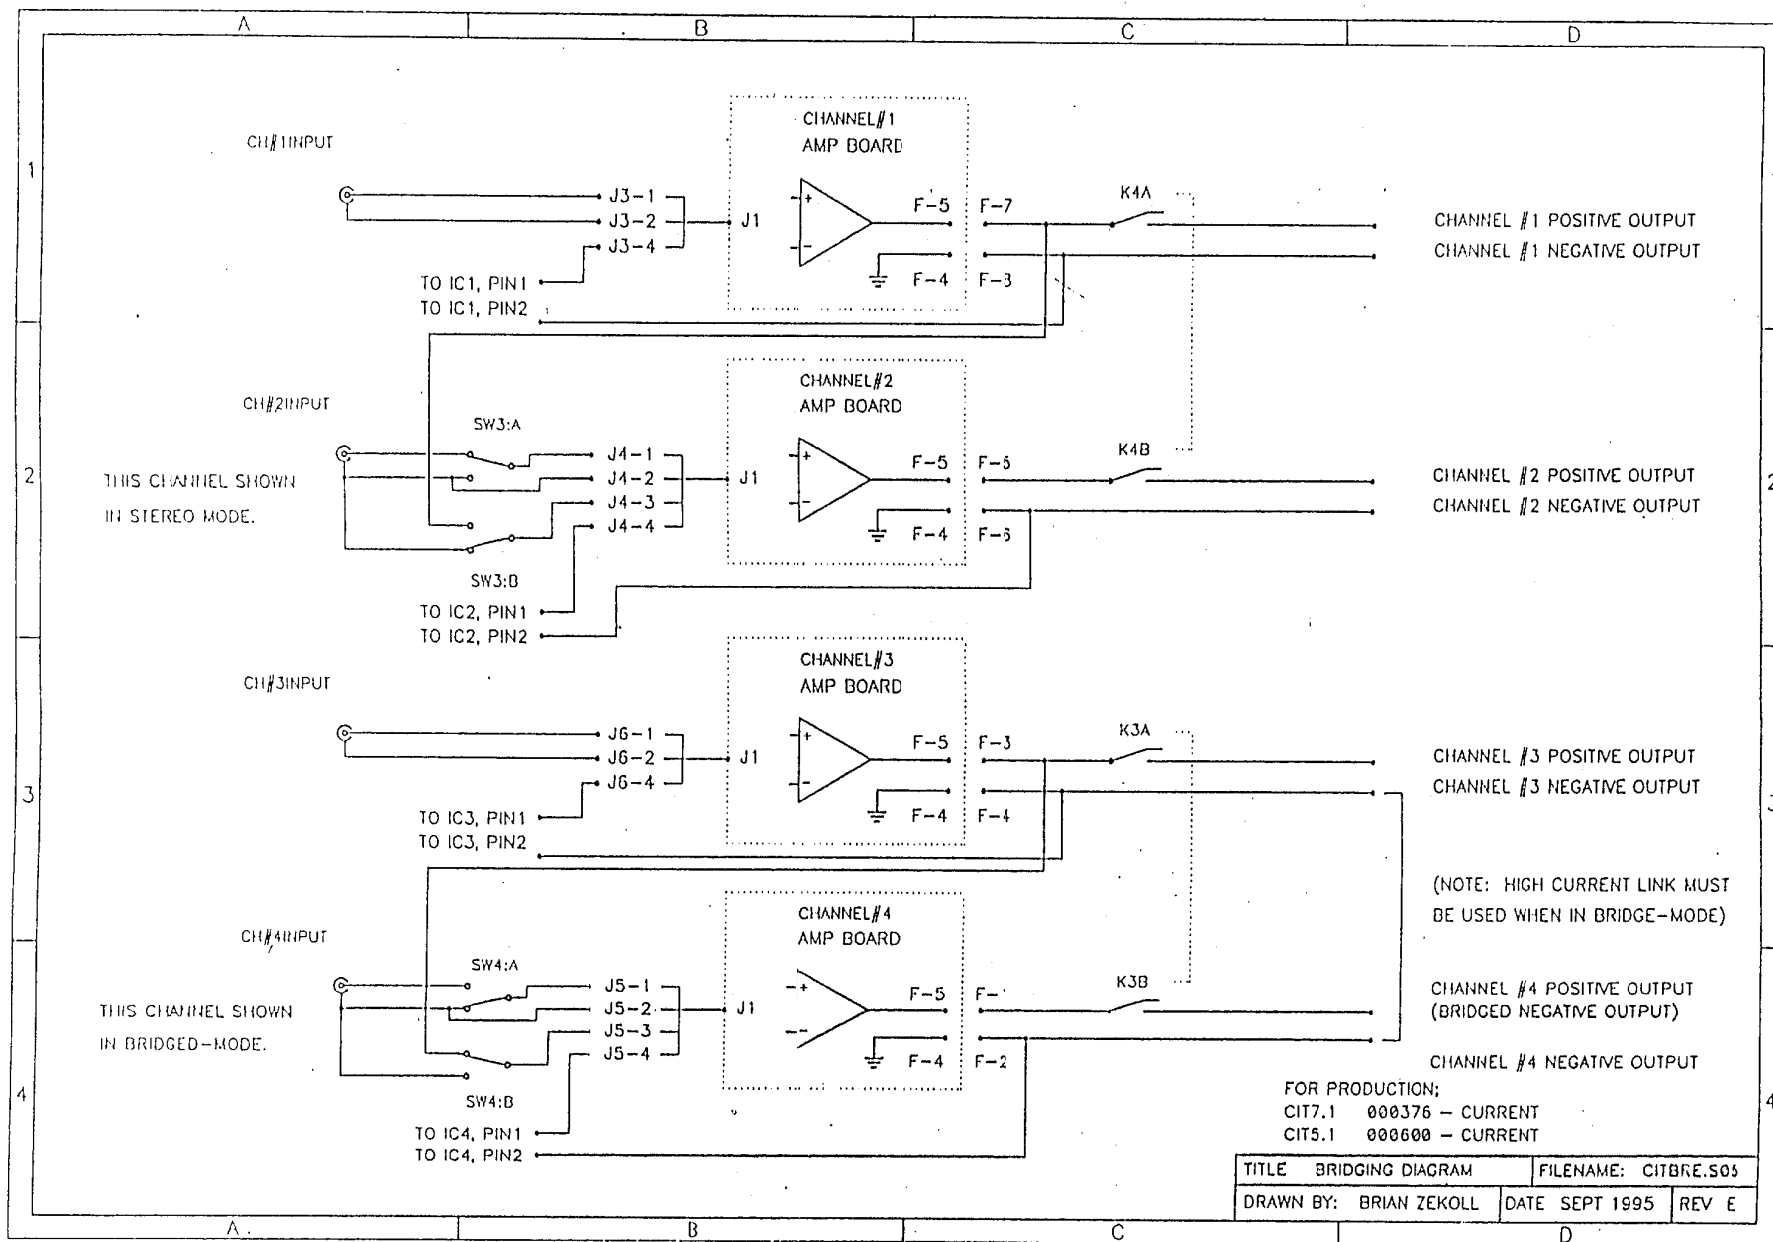 A B C D
CHANNEL#1
AMP BOARD
CH#1INPUT
1
J3-1
J3-2
J3-4
J1
+
-
F-5 F-7
F-4 F-8
K4A
CHANNEL #1 POSITIVE OUTPUT
CHANNEL #1 NEGATIVE OUTPUT
TO IC1, PIN1
TO IC1, PIN2
CHANNEL#2
AMP BOARD
CH#2INPUT
SW3:A
2
THIS CHANNEL SHOWN
IN STEREO MODE.
J4-1
J4-2
J4-3
J4-4
J1
+
-
F-5
F-4 F-6
K4B
CHANNEL #2 POSITIVE OUTPUT
CHANNEL #2 NEGATIVE OUTPUT
2
SW3:B
TO IC2, PIN1
TO IC2, PIN2
CHANNEL#3
AMP BOARD
CH#3INPUT
3
J6-1
J6-2
J6-4
J1
+
-
F-5 F-3
F-4 F-4
K3A
CHANNEL #3 POSITIVE OUTPUT
CHANNEL #3 NEGATIVE OUTPUT
3
TO IC3, PIN1
TO IC3, PIN2
(NOTE: HIGH CURRENT LINK MUST
BE USED WHEN IN BRIDGE-MODE)
CHANNEL#4
AMP BOARD
CH#4INPUT
SW4:A
THIS CHANNEL SHOWN
IN BRIDGED-MODE.
J5-1
J5-2
J5-3
J5-4
J1
+
-
F-5
F-4 F-2
K3B
CHANNEL #4 POSITIVE OUTPUT
(BRIDGED NEGATIVE OUTPUT)
CHANNEL #4 NEGATIVE OUTPUT
4
SW4:B
TO IC4, PIN1
TO IC4, PIN2
FOR PRODUCTION;
CIT7.1 000376 - CURRENT
CIT5.1 000600 - CURRENT
4
TITLE BRIDGING DIAGRAM FILENAME: CITBRE.S05
DRAWN BY: BRIAN ZEKOLL DATE SEPT 1995 REV E
A B C D